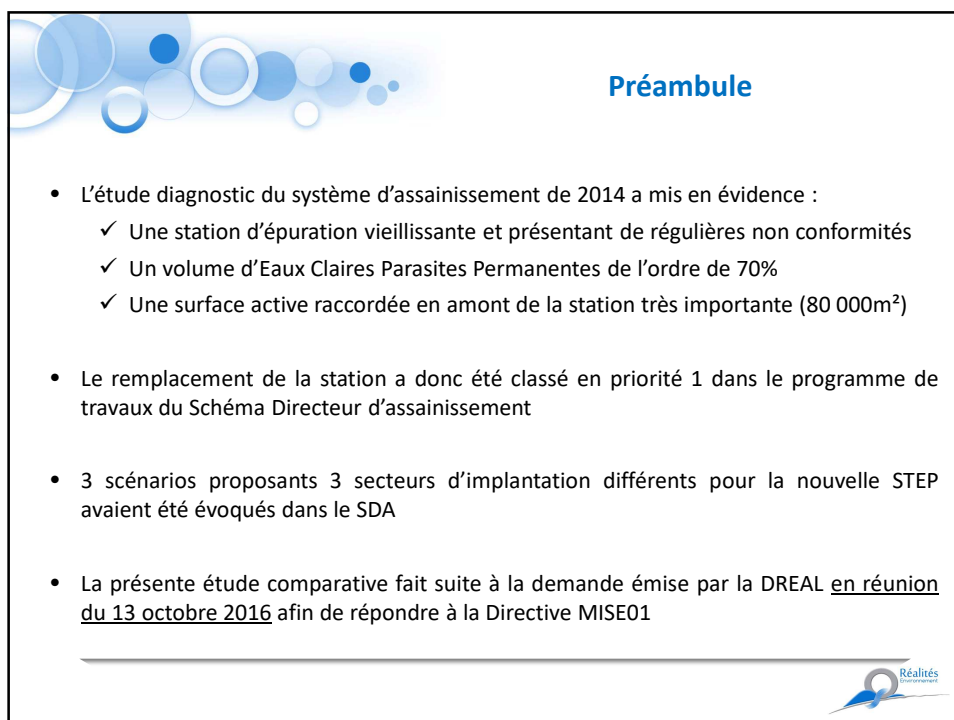 Préambule
• L’étude diagnostic du système d’assainissement de 2014 a mis en évidence :
✓ Une station d’épuration vieillissante et présentant de régulières non conformités
✓ Un volume d’Eaux Claires Parasites Permanentes de l’ordre de 70%
✓ Une surface active raccordée en amont de la station très importante (80 000m²)
• Le remplacement de la station a donc été classé en priorité 1 dans le programme de
travaux du Schéma Directeur d’assainissement
• 3 scénarios proposants 3 secteurs d’implantation différents pour la nouvelle STEP
avaient été évoqués dans le SDA
• La présente étude comparative fait suite à la demande émise par la DREAL en réunion
du 13 octobre 2016 afin de répondre à la Directive MISE01
Réalités
Environnement